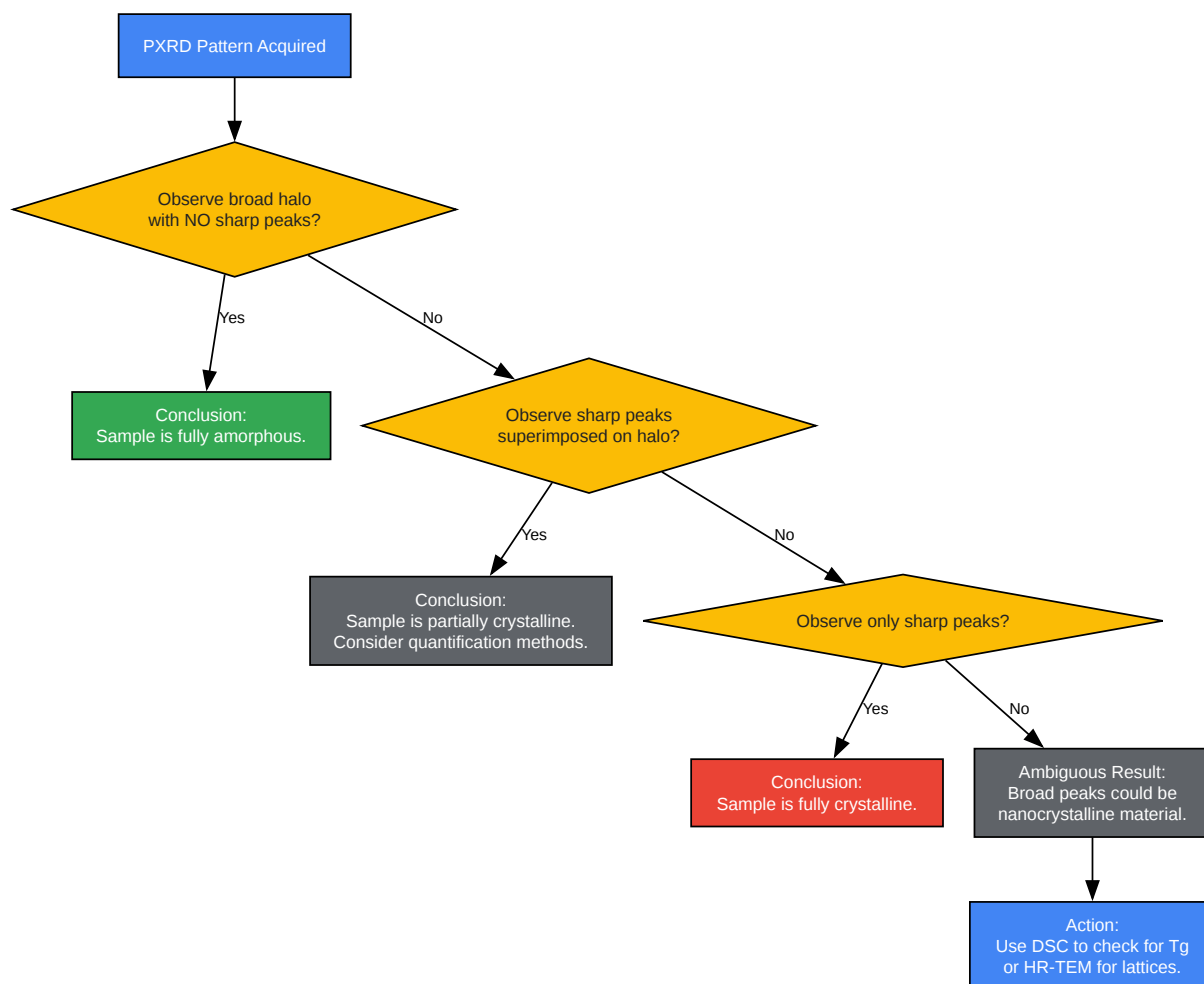 PXRD Pattern Acquired
Observe broad halo
with NO sharp peaks?
Yes
No
Conclusion:
Sample is fully amorphous.
Observe sharp peaks
superimposed on halo?
Yes
No
Conclusion:
Sample is partially crystalline.
Consider quantification methods.
Observe only sharp peaks?
Yes
No
Conclusion:
Sample is fully crystalline.
Ambiguous Result:
Broad peaks could be
nanocrystalline material.
Action:
Use DSC to check for Tg
or HR-TEM for lattices.